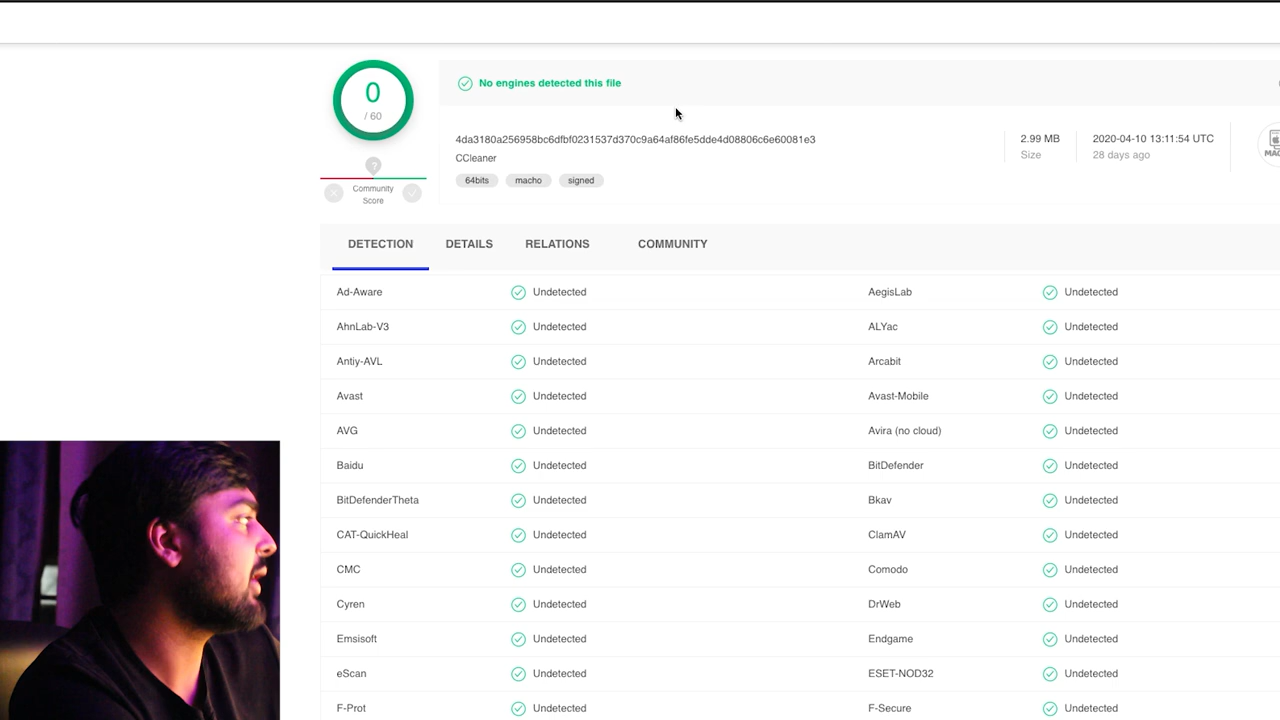 0
/ 60
?
Community
Score
No engines detected this file
4da3180a256958bc6dfbf0231537d370c9a64af86fe5dde4d08806c6e60081e3
CCleaner
64bits macho signed
2.99 MB
Size
2020-04-10 13:11:54 UTC
28 days ago
DETECTION DETAILS RELATIONS COMMUNITY
Ad-Aware Undetected AegisLab Undetected
AhnLab-V3 Undetected ALYac Undetected
Antiy-AVL Undetected Arcabit Undetected
Avast Undetected Avast-Mobile Undetected
AVG Undetected Avira (no cloud) Undetected
Baidu Undetected BitDefender Undetected
BitDefenderTheta Undetected Bkav Undetected
CAT-QuickHeal Undetected ClamAV Undetected
CMC Undetected Comodo Undetected
Cyren Undetected DrWeb Undetected
Emsisoft Undetected Endgame Undetected
eScan Undetected ESET-NOD32 Undetected
F-Prot Undetected F-Secure Undetected